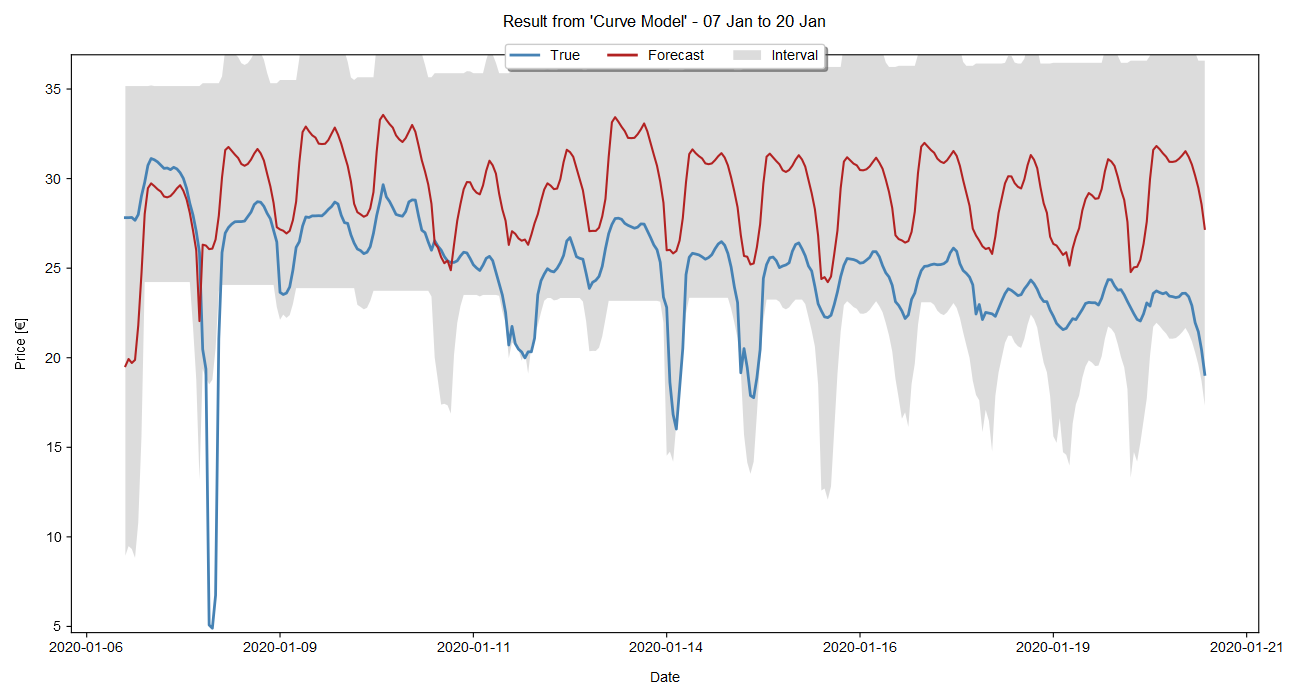 Result from 'Curve Model' - 07 Jan to 20 Jan
True Forecast Interval
35
30
25
20
15
10
5
Price [€]
2020-01-06 2020-01-09 2020-01-11 2020-01-14 2020-01-16 2020-01-19 2020-01-21
Date